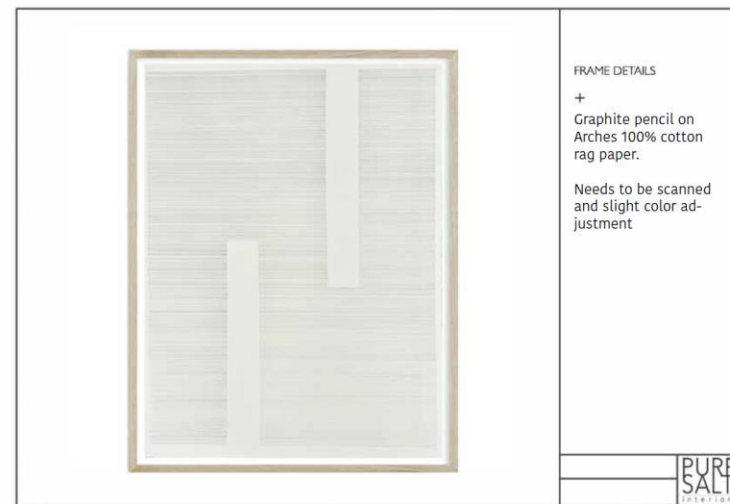 FRAME DETAILS
+
Graphite pencil on
Arches 100% cotton
rag paper.
Needs to be scanned
and slight color ad-
justment
PURE
SALT
interiors